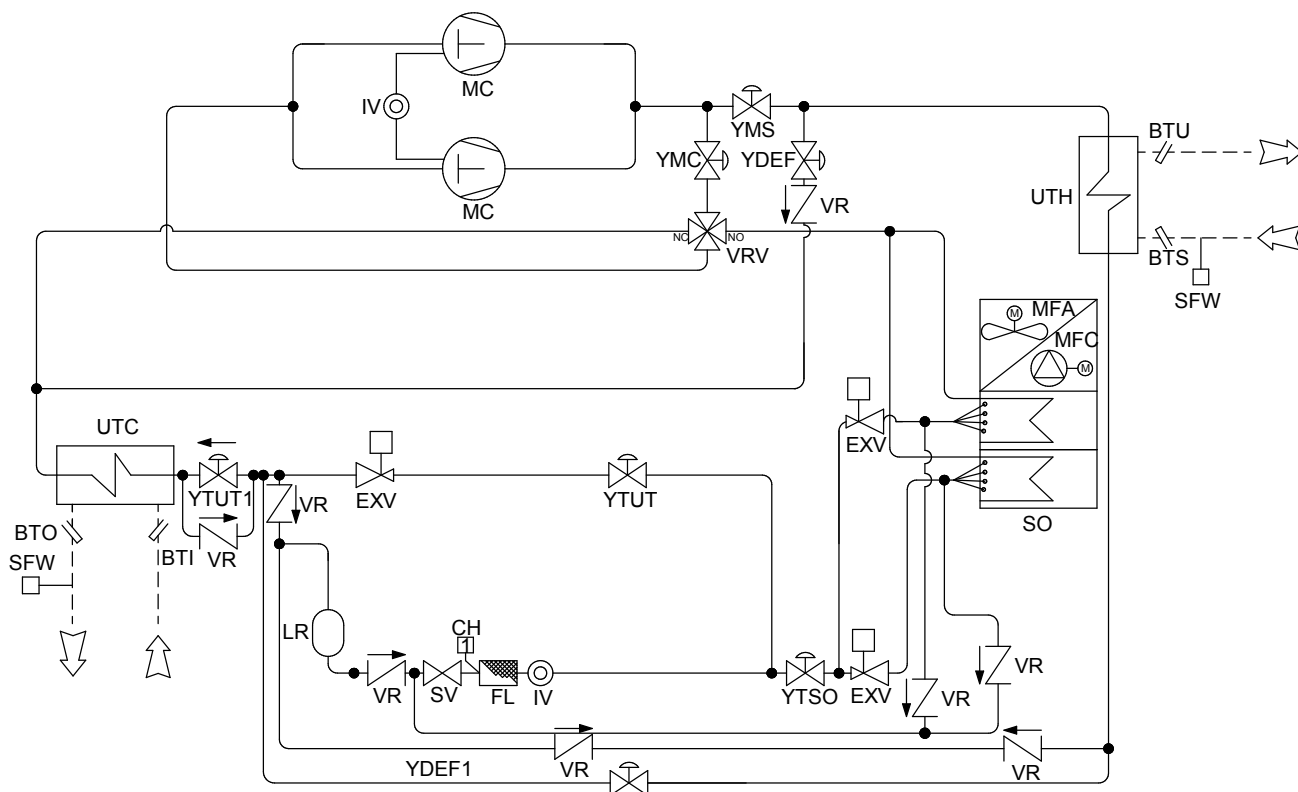 MC
IV
YMS
BTU
YMC
YDEF
UTH
MC
VR
NC
NO
VRV
BTS
SFW
MFA
M
MFC
M
UTC
EXV
YTUT1
EXV
YTUT
VR
SO
BTO
BTI
VR
SFW
LR
CH
1
VR
SV
FL
IV
YTSO
EXV
VR
VR
YDEF1
VR
VR